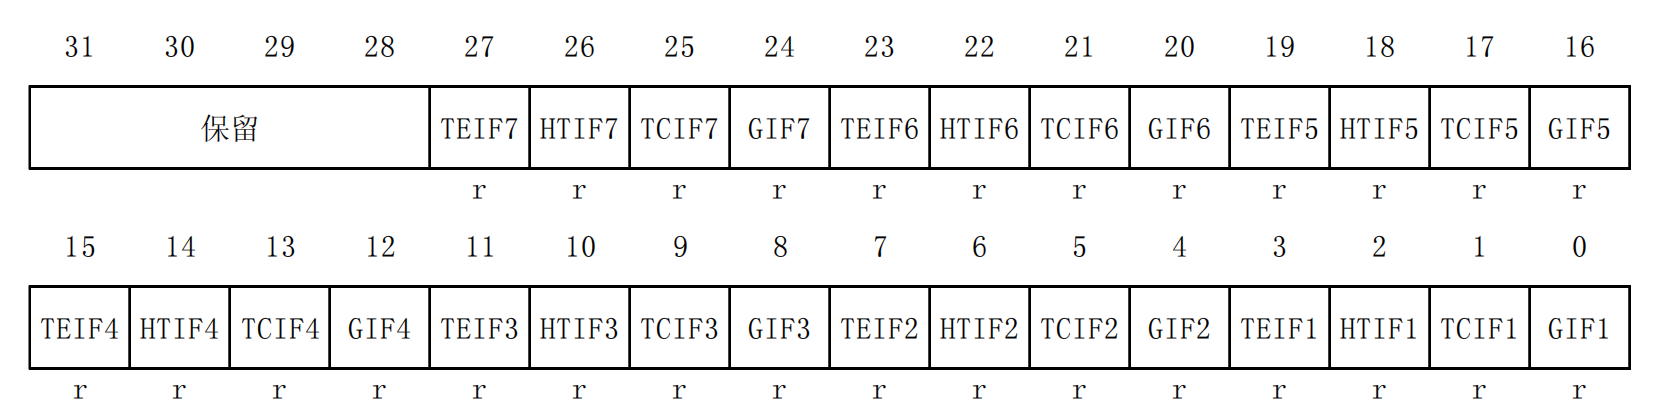 31 30 29 28 27 26 25 24 23 22 21 20 19 18 17 16
保留 TEIF7 HTIF7 TCIF7 GIF7 TEIF6 HTIF6 TCIF6 GIF6 TEIF5 HTIF5 TCIF5 GIF5
r r r r r r r r r r r r
15 14 13 12 11 10 9 8 7 6 5 4 3 2 1 0
TEIF4 HTIF4 TCIF4 GIF4 TEIF3 HTIF3 TCIF3 GIF3 TEIF2 HTIF2 TCIF2 GIF2 TEIF1 HTIF1 TCIF1 GIF1
r r r r r r r r r r r r r r r r